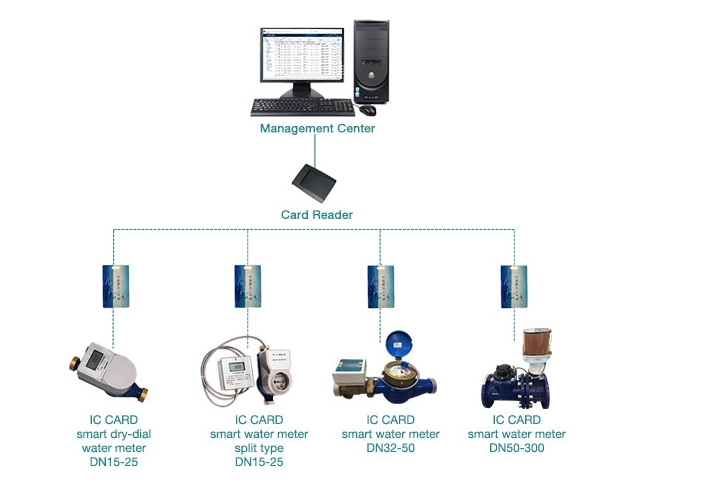 Management Center
Card Reader
IC CARD
smart dry-dial
water meter
DN15-25
IC CARD
smart water meter
split type
DN15-25
IC CARD
smart water meter
DN32-50
IC CARD
smart water meter
DN50-300